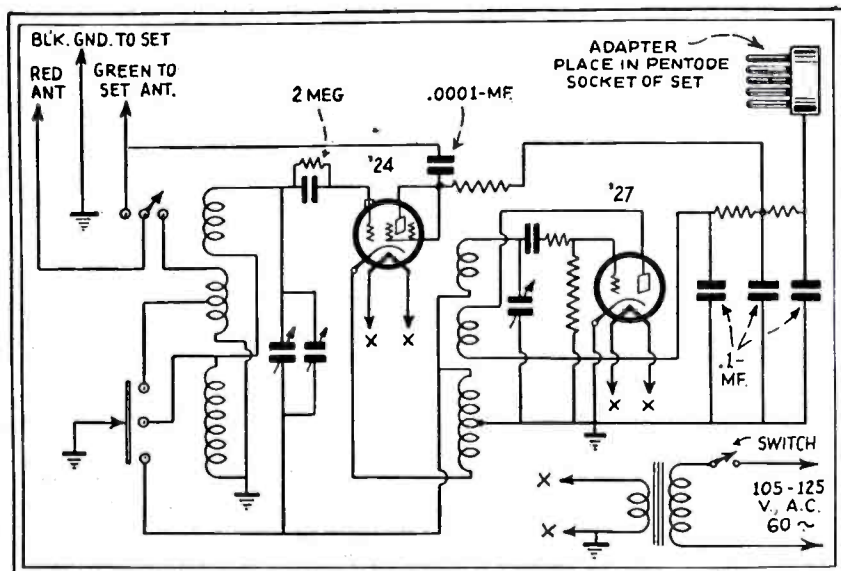 BLK. GND. TO SET
RED
ANT
GREEN TO
SET ANT.
2 MEG
.0001-MF.
ADAPTER
PLACE IN PENTODE
SOCKET OF SET
'24
'27
.1-
MF.
X X
X X
SWITCH
X
X
105-125
V., A.C.
60 ~